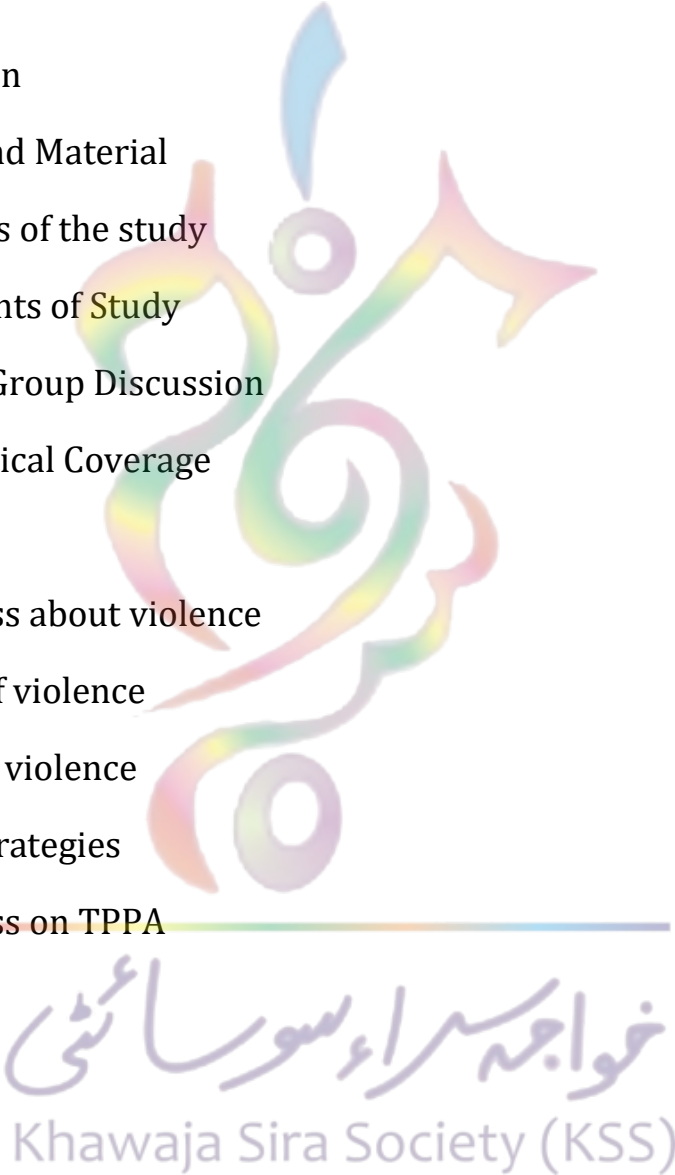 n
nd Material
s of the study
nts of Study
Group Discussion
ical Coverage
ss about violence
f violence
violence
rategies
ss on TPPA
خواجہ سراء سوسائٹی
Khawaja Sira Society (KSS)